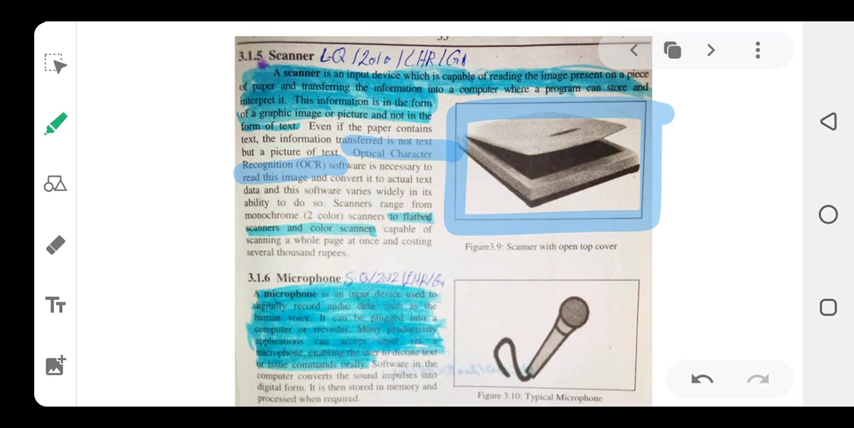 3.1.5 Scanner LQ/2010/LHR/G1
A scanner is an input device which is capable of reading the image present on a piece
of paper and transferring the information into a computer where a program can store and
interpret it. This information is in the form
of a graphic image or picture and not in the
form of text. Even if the paper contains
text, the information transferred is not text
but a picture of text. Optical Character
Recognition (OCR) software is necessary to
read this image and convert it to actual text
data and this software varies widely in its
ability to do so. Scanners range from
monochrome (2 color) scanners to flatbed
scanners and color scanners capable of
scanning a whole page at once and costing
several thousand rupees.
Figure3.9: Scanner with open top cover
3.1.6 Microphone S.Q/2012
A microphone is an input device used to
digitally record audio data such as the
human voice. It can be plugged into a
computer or recorder. Many productivity
applications can accept input via a
microphone, enabling the user to dictate text
or issue commands orally. Software in the
computer converts the sound impulses into
digital form. It is then stored in memory and
processed when required.
Figure 3.10: Typical Microphone
Tт